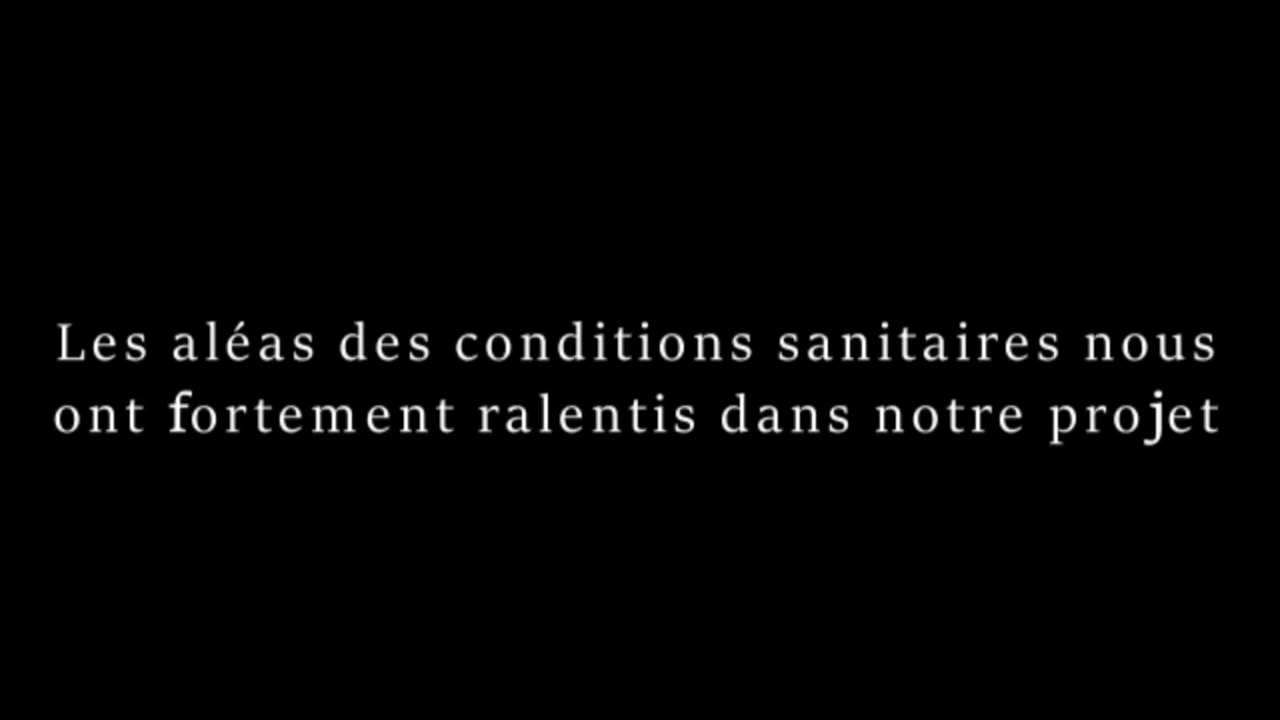 Les aléas des conditions sanitaires nous
ont fortement ralentis dans notre projet